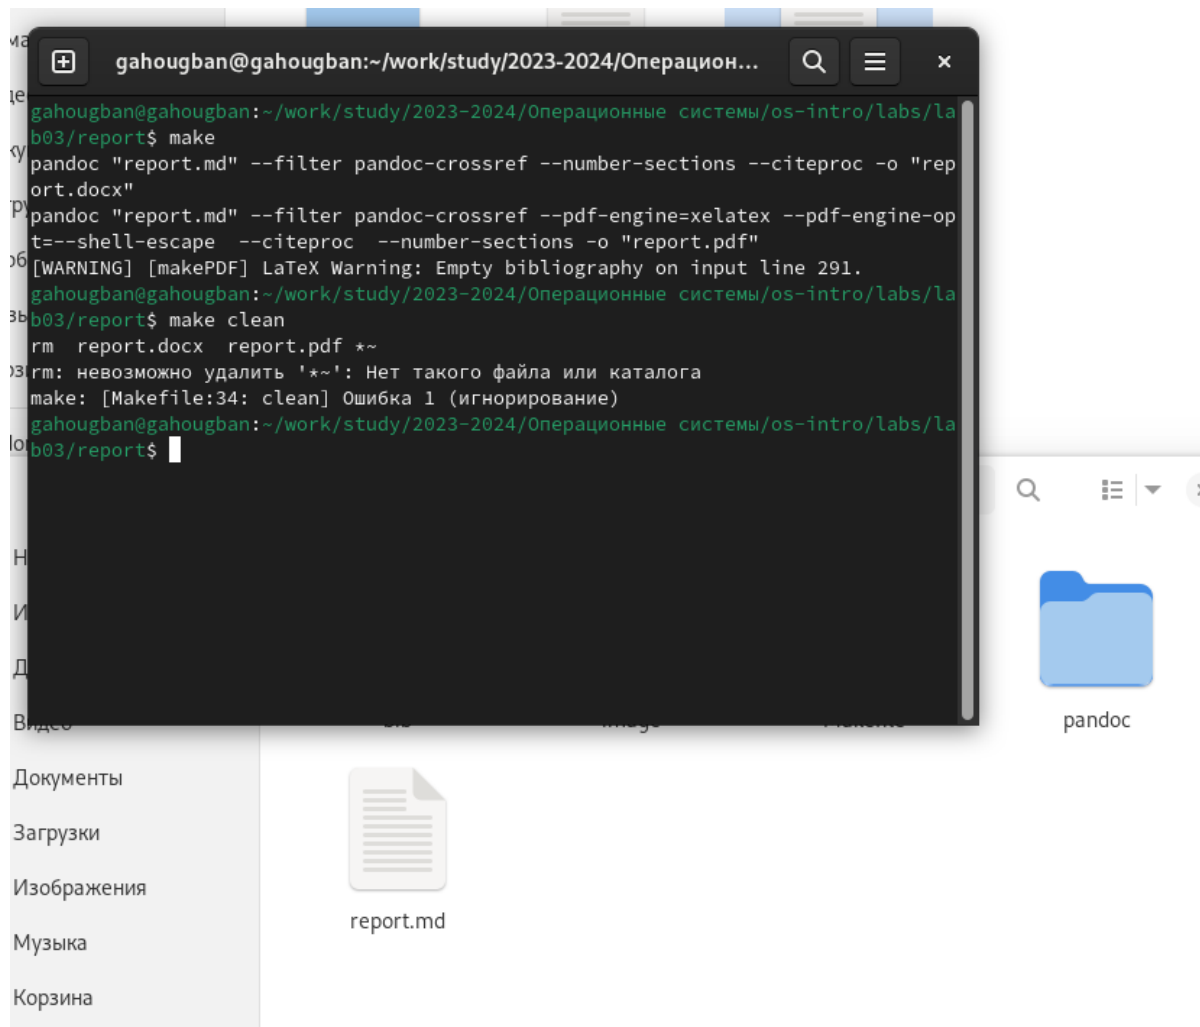 gahougban@gahougban:~/work/study/2023-2024/Операцион...
gahougban@gahougban:~/work/study/2023-2024/Операционные системы/os-intro/labs/la
b03/report$ make
pandoc "report.md" --filter pandoc-crossref --number-sections --citeproc -o "rep
ort.docx"
pandoc "report.md" --filter pandoc-crossref --pdf-engine=xelatex --pdf-engine-op
t=--shell-escape  --citeproc  --number-sections -o "report.pdf"
[WARNING] [makePDF] LaTeX Warning: Empty bibliography on input line 291.
gahougban@gahougban:~/work/study/2023-2024/Операционные системы/os-intro/labs/la
b03/report$ make clean
rm  report.docx  report.pdf *~
rm: невозможно удалить '*~': Нет такого файла или каталога
make: [Makefile:34: clean] Ошибка 1 (игнорирование)
gahougban@gahougban:~/work/study/2023-2024/Операционные системы/os-intro/labs/la
b03/report$
Видео
pandoc
Документы
Загрузки
report.md
Изображения
Музыка
Корзина